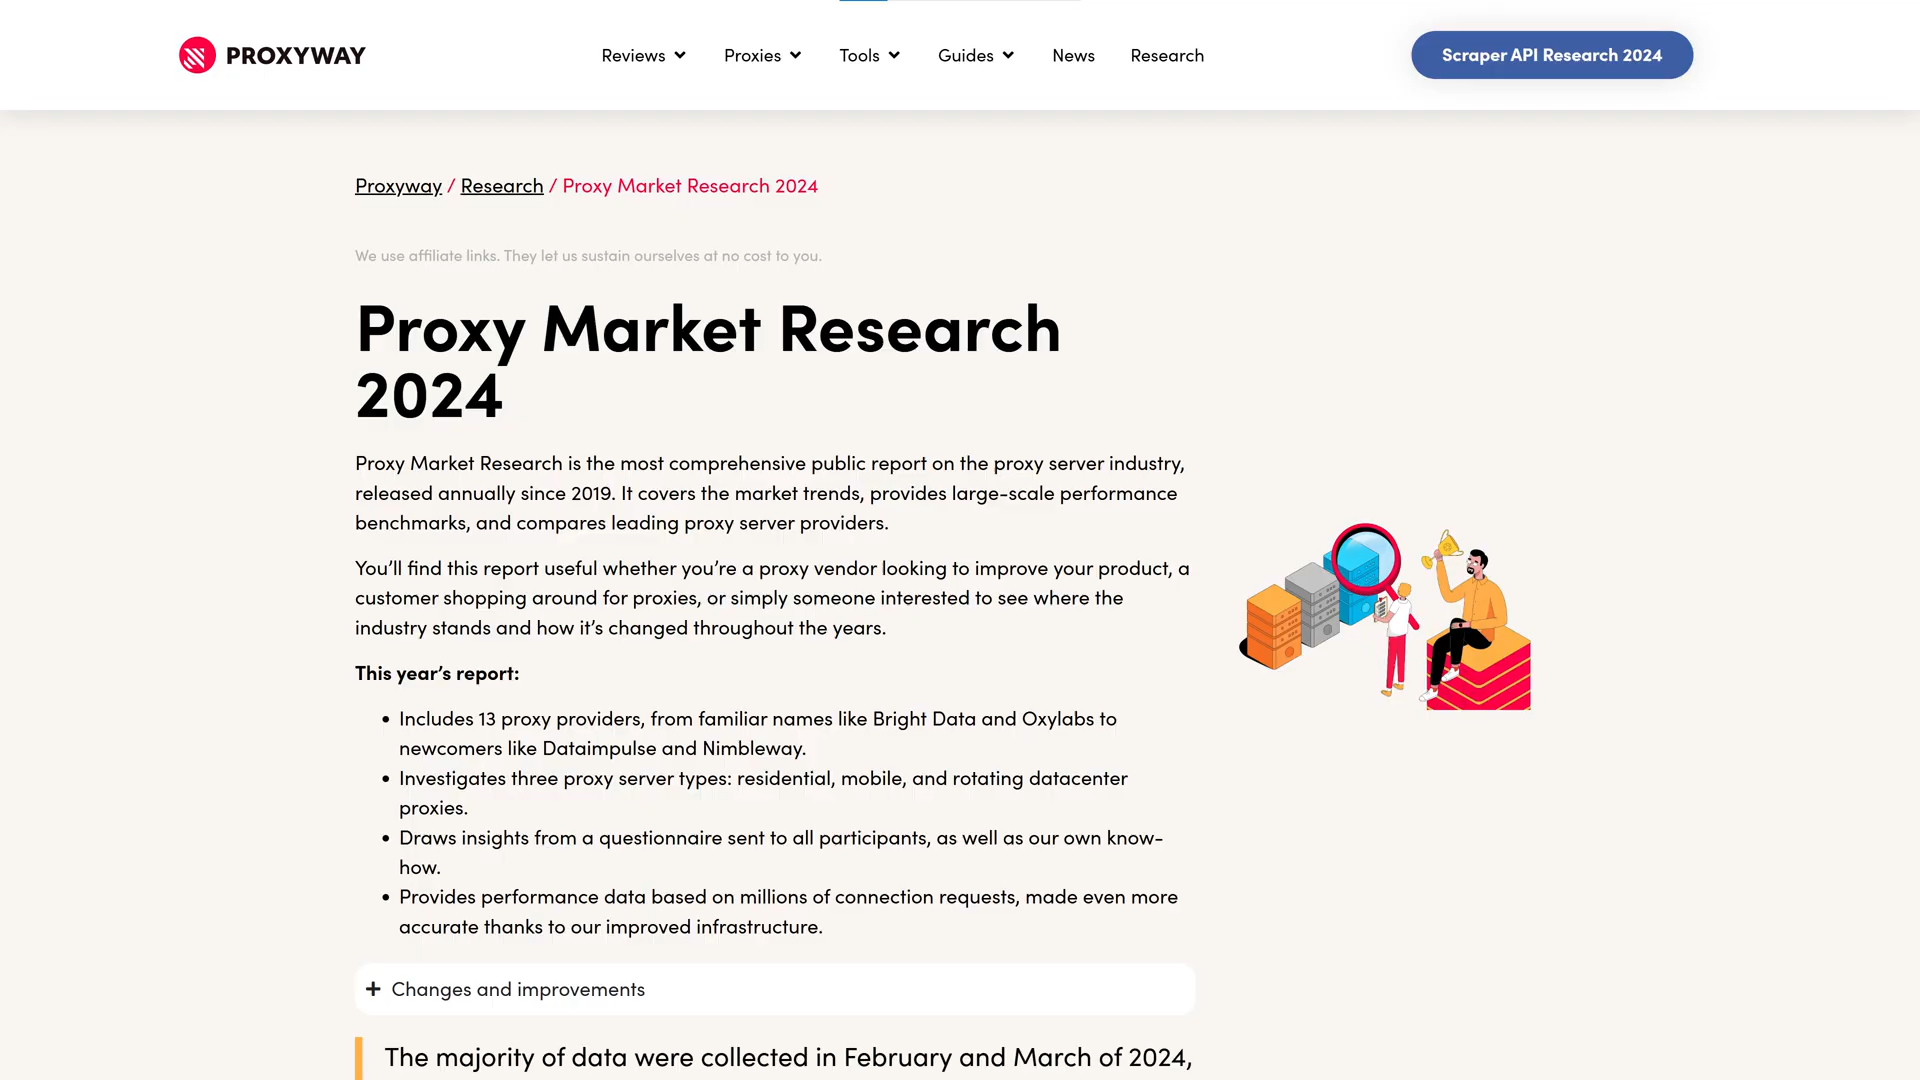 PROXYWAY
Reviews
Proxies
Tools
Guides
News
Research
Scraper API Research 2024
Proxyway / Research / Proxy Market Research 2024
We use affiliate links. They let us sustain ourselves at no cost to you.
Proxy Market Research
2024
Proxy Market Research is the most comprehensive public report on the proxy server industry,
released annually since 2019. It covers the market trends, provides large-scale performance
benchmarks, and compares leading proxy server providers.
You’ll find this report useful whether you’re a proxy vendor looking to improve your product, a
customer shopping around for proxies, or simply someone interested to see where the
industry stands and how it’s changed throughout the years.
This year’s report:
• Includes 13 proxy providers, from familiar names like Bright Data and Oxylabs to
newcomers like Dataimpulse and Nimbleway.
• Investigates three proxy server types: residential, mobile, and rotating datacenter
proxies.
• Draws insights from a questionnaire sent to all participants, as well as our own know-
how.
• Provides performance data based on millions of connection requests, made even more
accurate thanks to our improved infrastructure.
+ Changes and improvements
The majority of data were collected in February and March of 2024,